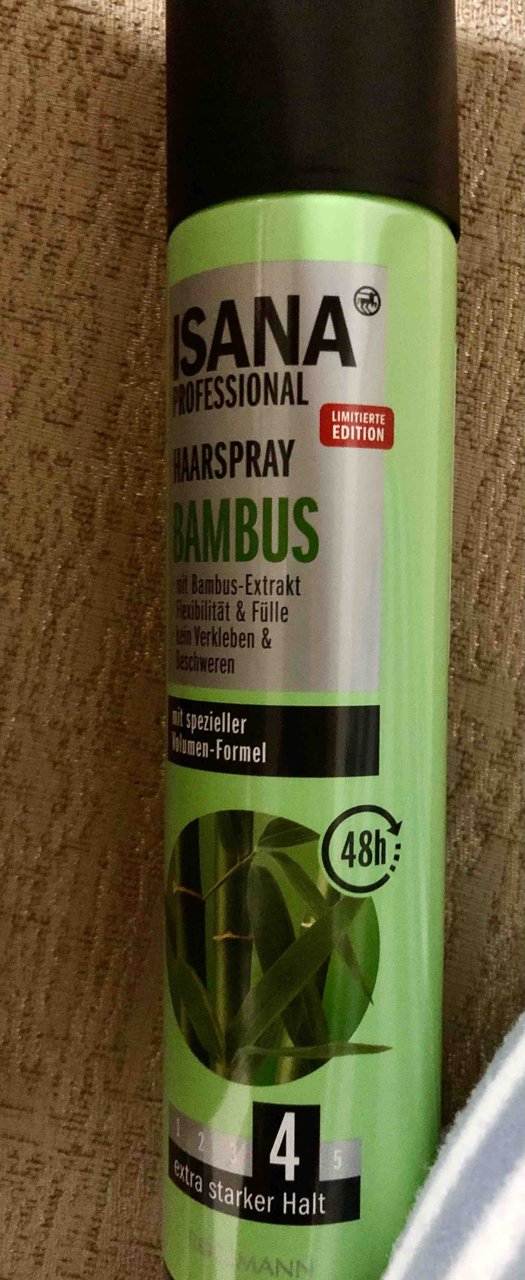 ISANA
PROFESSIONAL
LIMITIERTE
EDITION
HAARSPRAY
BAMBUS
mit Bambus-Extrakt
Flexibilität & Fülle
kein Verkleben &
Beschweren
mit spezieller
Volumen-Formel
48h
1 2 3 4 5
extra starker Halt
ROSSMANN